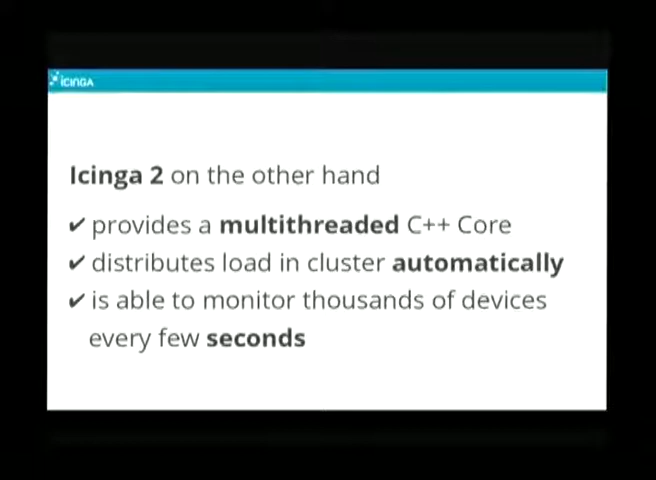 ICINGA
Icinga 2 on the other hand
✔ provides a multithreaded C++ Core
✔ distributes load in cluster automatically
✔ is able to monitor thousands of devices
every few seconds